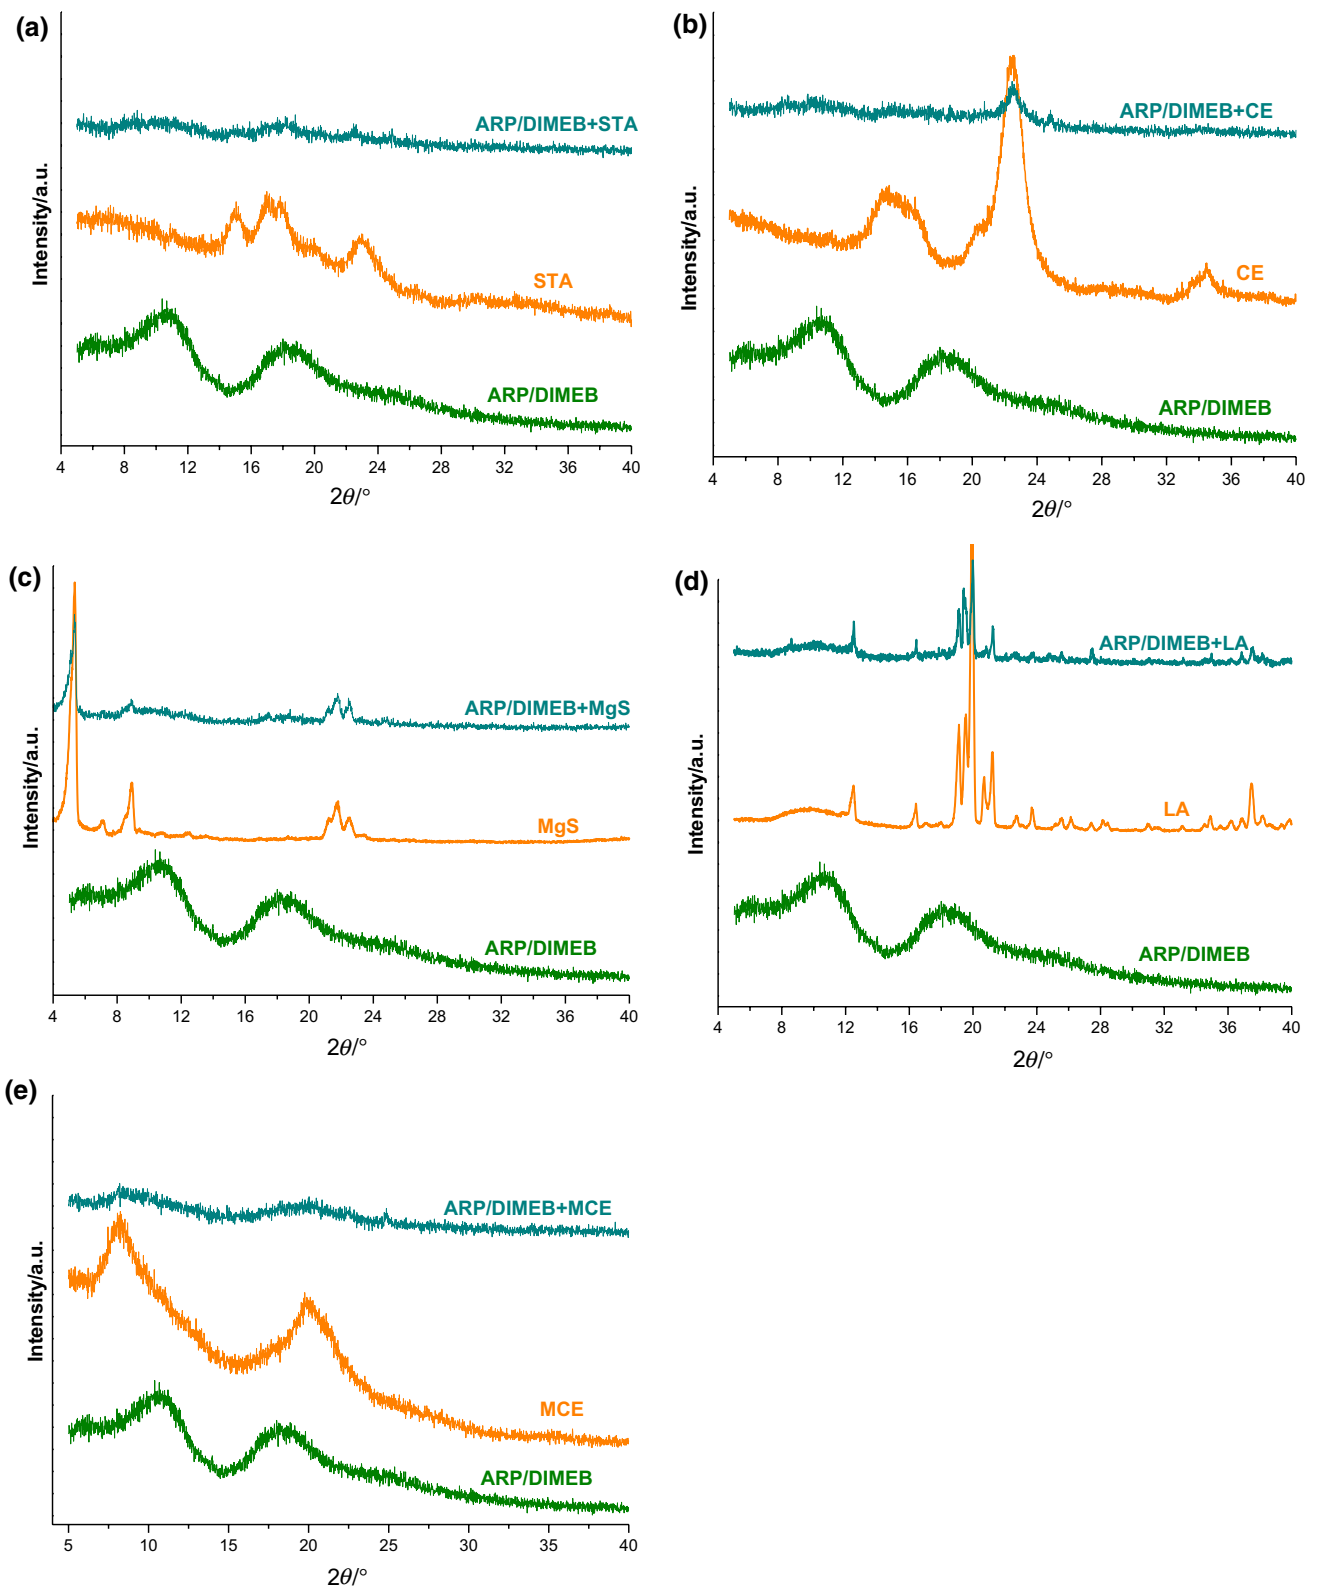 (a)
Intensity/a.u.
ARP/DIMEB+STA
STA
ARP/DIMEB
4 8 12 16 20 24 28 32 36 40
2θ/°
(b)
Intensity/a.u.
ARP/DIMEB+CE
CE
ARP/DIMEB
4 8 12 16 20 24 28 32 36 40
2θ/°
(c)
Intensity/a.u.
ARP/DIMEB+MgS
MgS
ARP/DIMEB
4 8 12 16 20 24 28 32 36 40
2θ/°
(d)
Intensity/a.u.
ARP/DIMEB+LA
LA
ARP/DIMEB
4 8 12 16 20 24 28 32 36 40
2θ/°
(e)
Intensity/a.u.
ARP/DIMEB+MCE
MCE
ARP/DIMEB
5 10 15 20 25 30 35 40
2θ/°